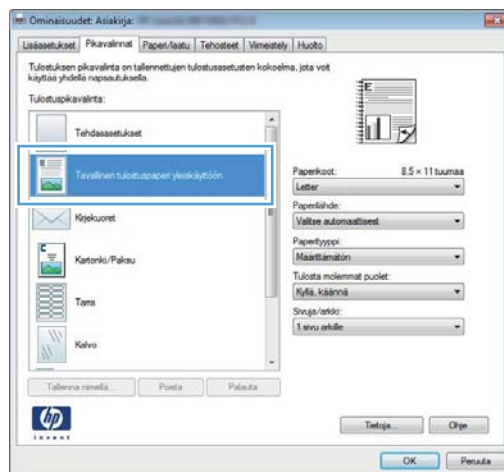 Ominaisuudet: Asiakirja:
Lisäasetukset Pikavalinnat Paperi/laatu Tehosteet Viimeistely Huolto
Tulostuksen pikavalinta on tallennettujen tulostusasetusten kokoelma, jota voit
käyttää yhdellä napsautuksella.
Tulostuspikavalinta:
Tehdasasetukset
Tavallinen tulostuspaperi yleiskäyttöön
Kirjekuoret
Kartonki/Paksu
Tarra
Kalvo
Tallenna nimellä... Poista Palauta
E
Paperikoot: 8.5 × 11 tuumaa
Letter
Paperilähde:
Valitse automaattisest
Paperityyppi:
Määrittämätön
Tulosta molemmat puolet:
Kyllä, käännä
Sivuja/arkki:
1 sivu arkille
hp
invent
Tietoja... Ohje
OK Peruuta